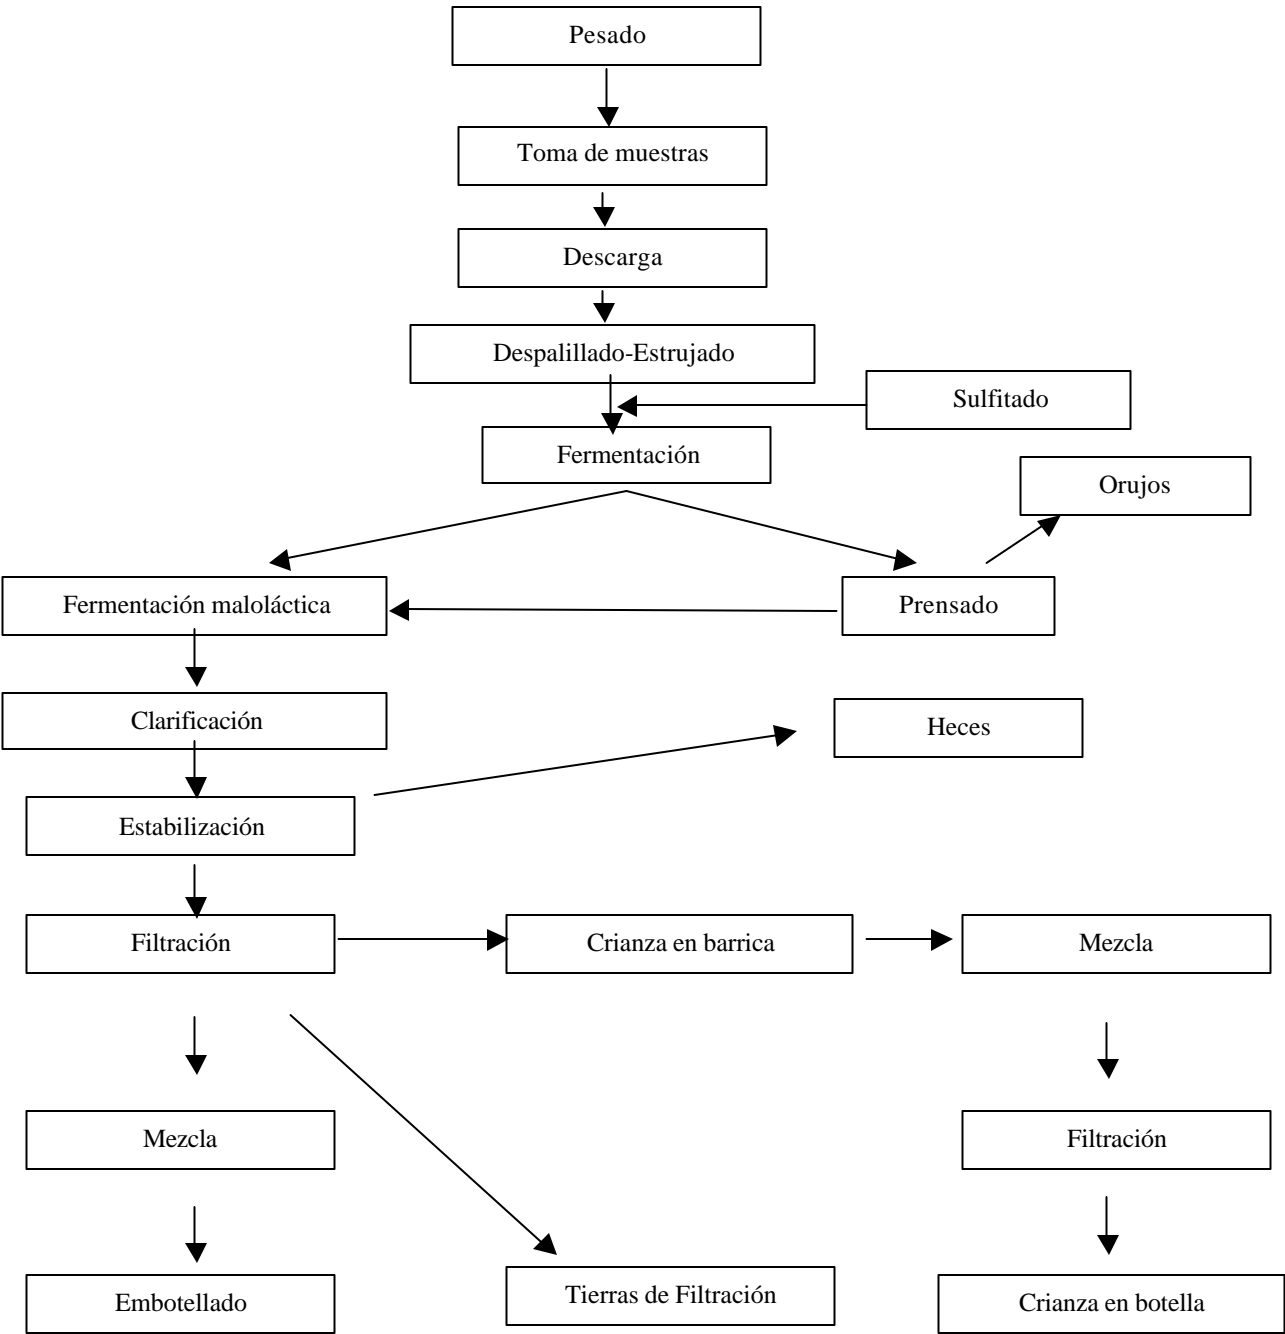 Pesado
Toma de muestras
Descarga
Despalillado-Estrujado
Sulfitado
Fermentación
Orujos
Fermentación maloláctica
Prensado
Clarificación
Heces
Estabilización
Filtración
Crianza en barrica
Mezcla
Mezcla
Filtración
Embotellado
Tierras de Filtración
Crianza en botella